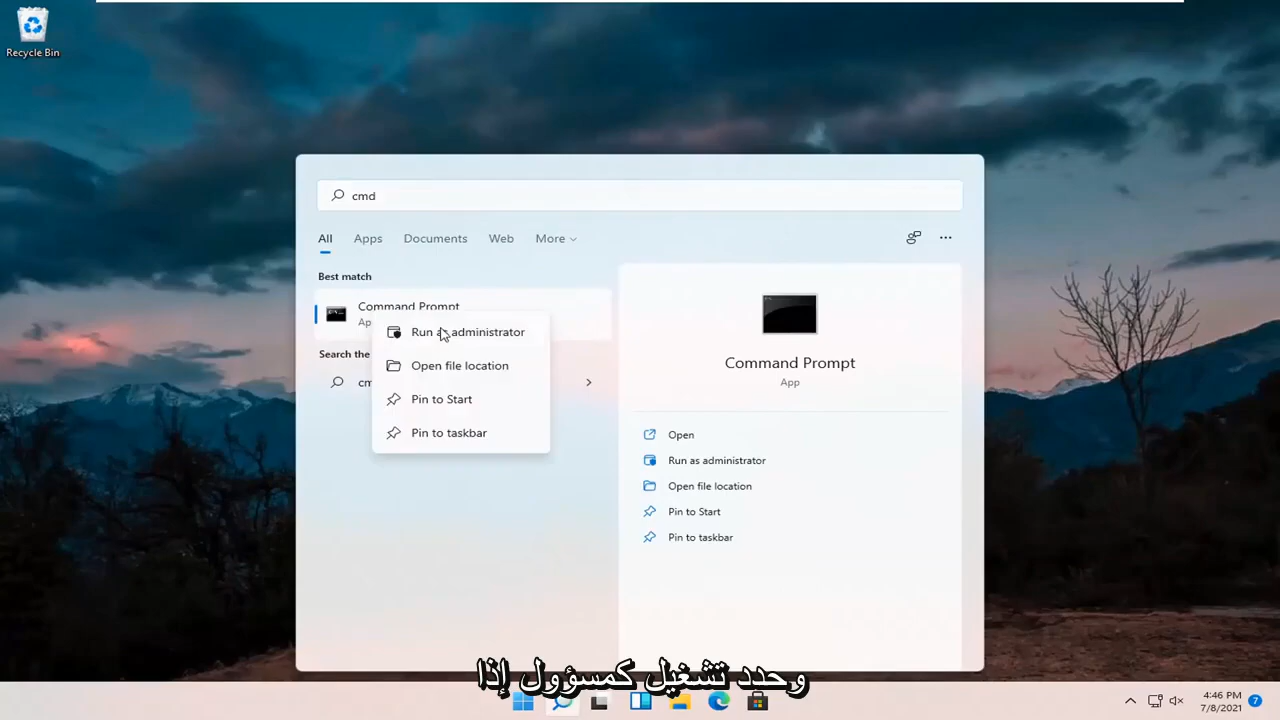 Recycle Bin
cmd
All Apps Documents Web More
Best match
Command Prompt
App
Search the
Run as administrator
Open file location
Pin to Start
Pin to taskbar
Command Prompt
App
Open
Run as administrator
Open file location
Pin to Start
Pin to taskbar
وحدد تشغيل كمسؤول إذا
4:46 PM
7/8/2021
7